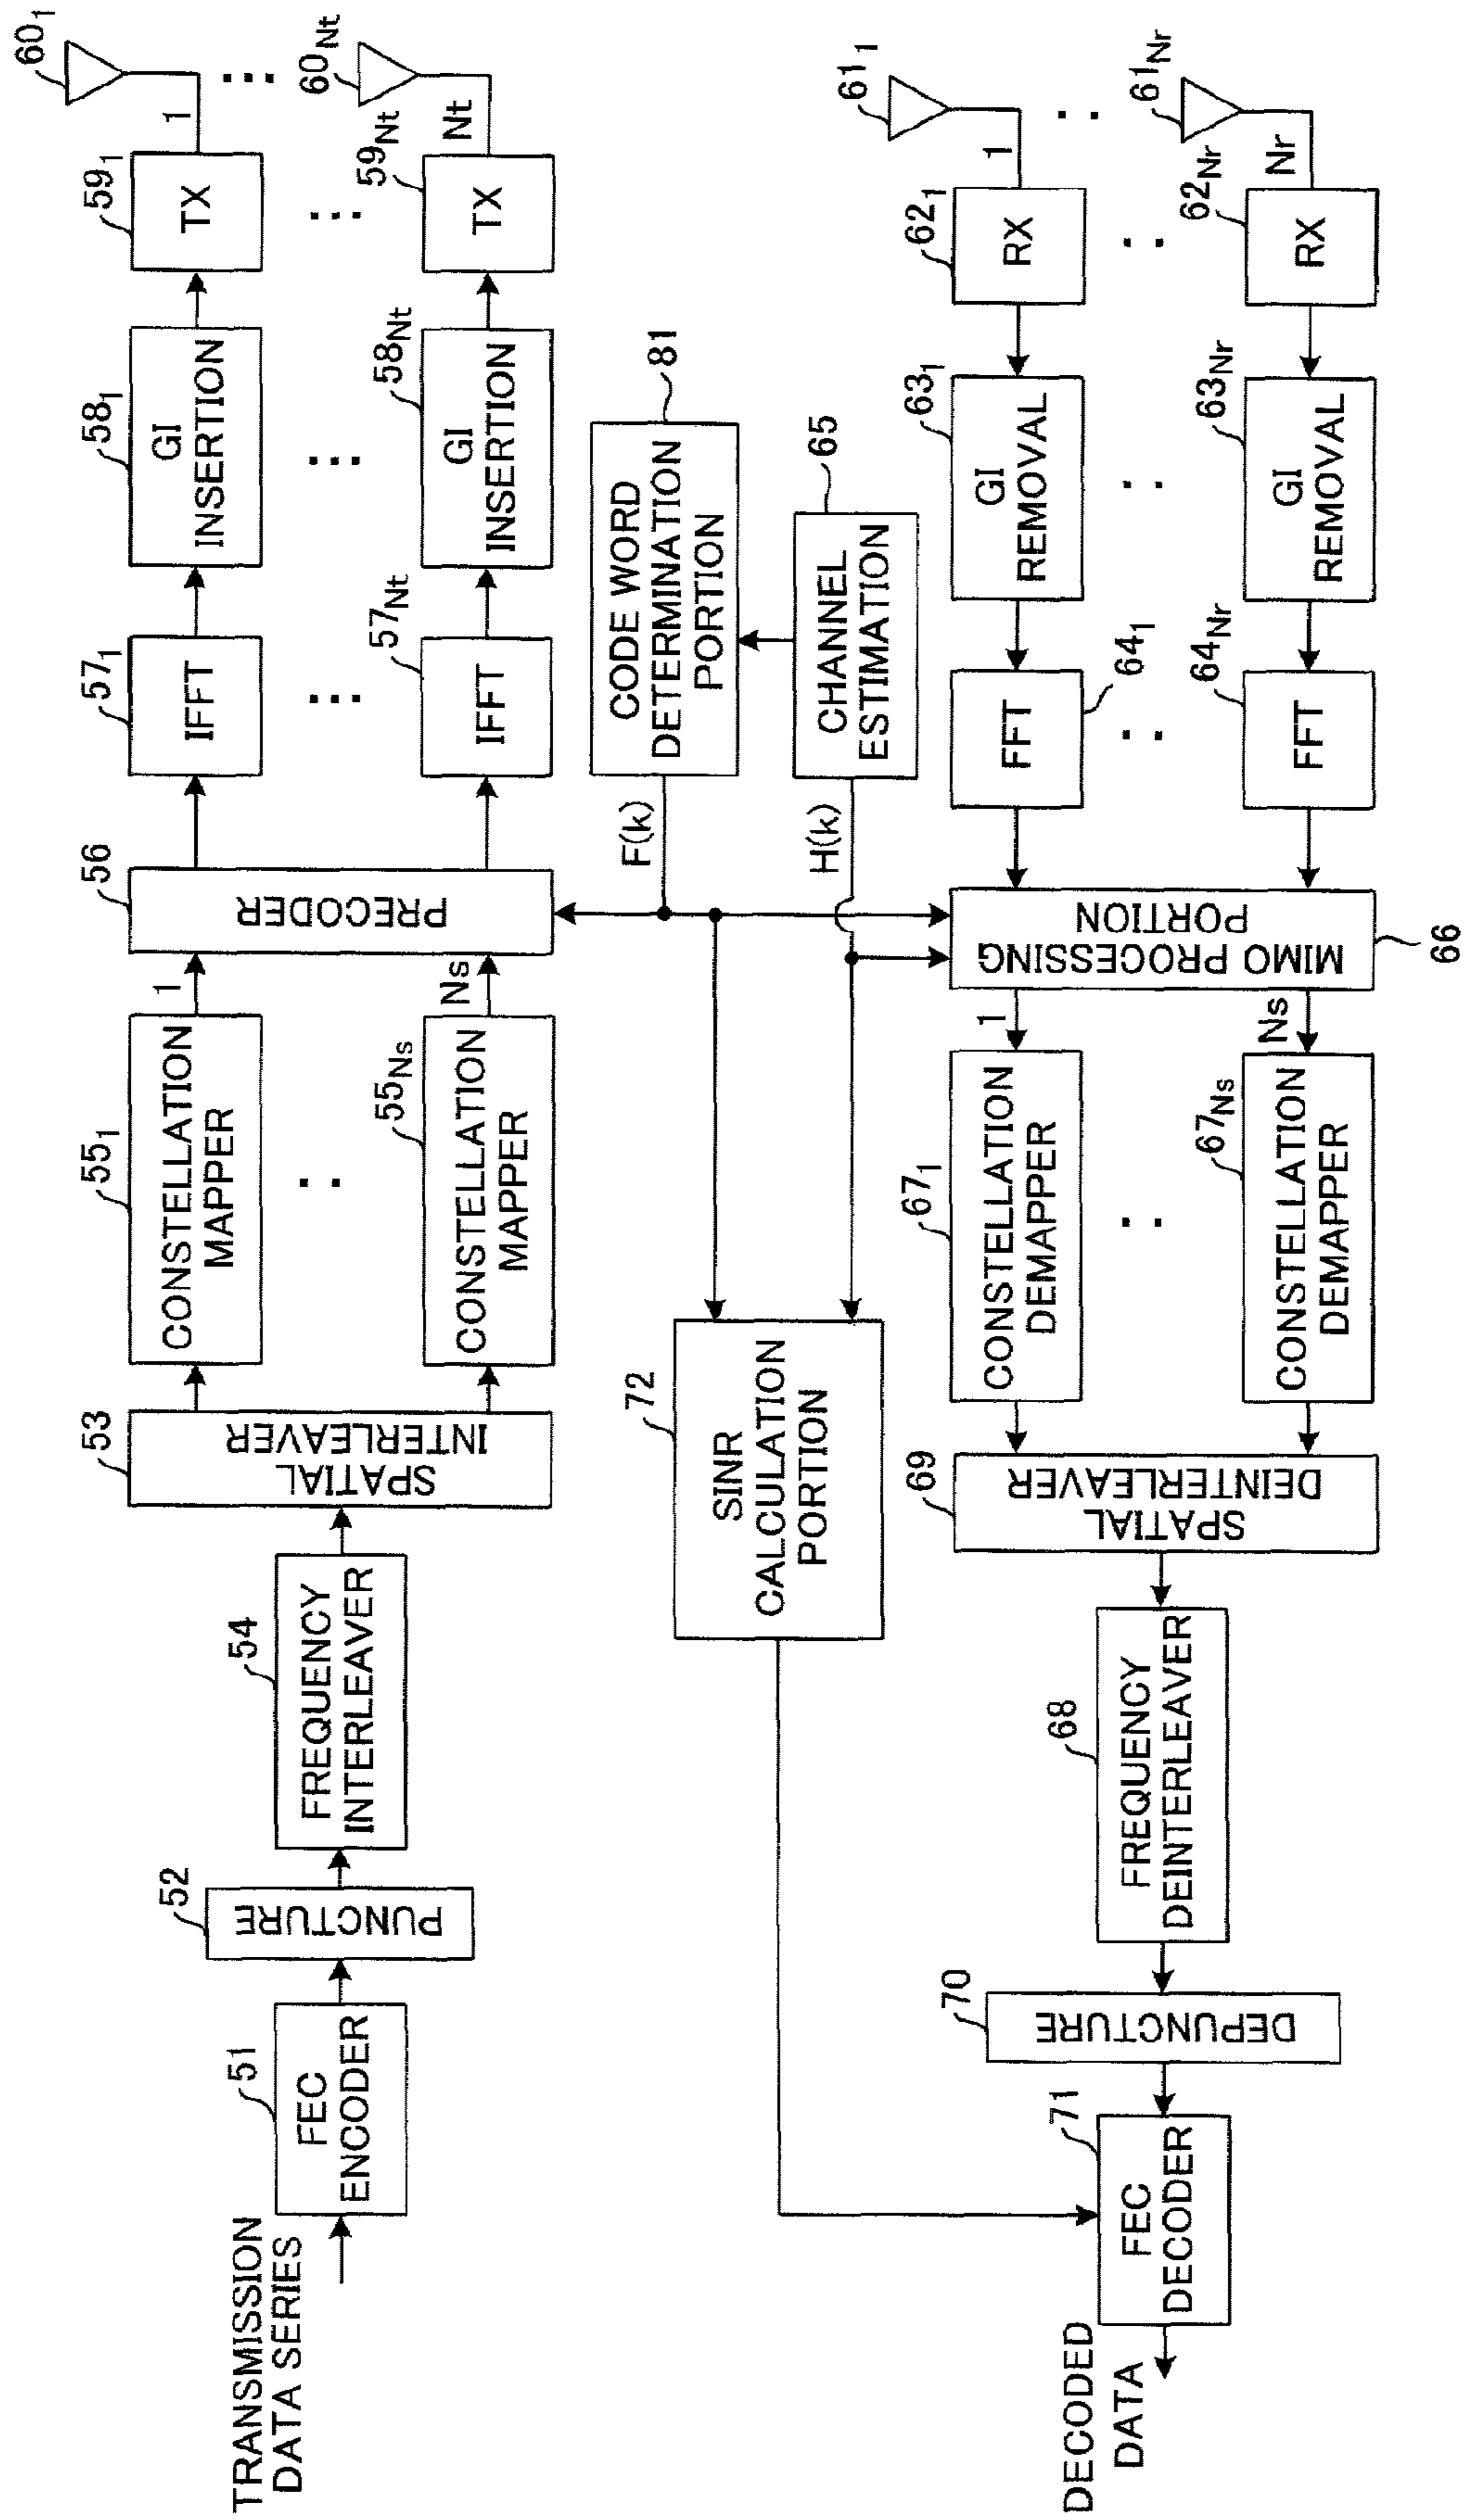 TRANSMISSION
DATA SERIES
51
FEC
ENCODER
52
PUNCTURE
54
FREQUENCY
INTERLEAVER
53
SPATIAL
INTERLEAVER
55₁
CONSTELLATION
MAPPER
1
55Ns
CONSTELLATION
MAPPER
Ns
56
PRECODER
57₁
IFFT
57Nt
IFFT
58₁
GI
INSERTION
58Nt
GI
INSERTION
59₁
TX
1
59Nt
TX
Nt
60₁
60Nt
F(k)
CODE WORD
DETERMINATION
PORTION
81
H(k)
CHANNEL
ESTIMATION
65
72
SINR
CALCULATION
PORTION
61₁
1
61Nr
Nr
62₁
RX
62Nr
RX
63₁
GI
REMOVAL
63Nr
GI
REMOVAL
FFT
64₁
64Nr
FFT
MIMO PROCESSING
PORTION
66
1
Ns
67₁
CONSTELLATION
DEMAPPER
67Ns
CONSTELLATION
DEMAPPER
69
SPATIAL
DEINTERLEAVER
68
FREQUENCY
DEINTERLEAVER
70
DEPUNCTURE
71
FEC
DECODER
DECODED
DATA